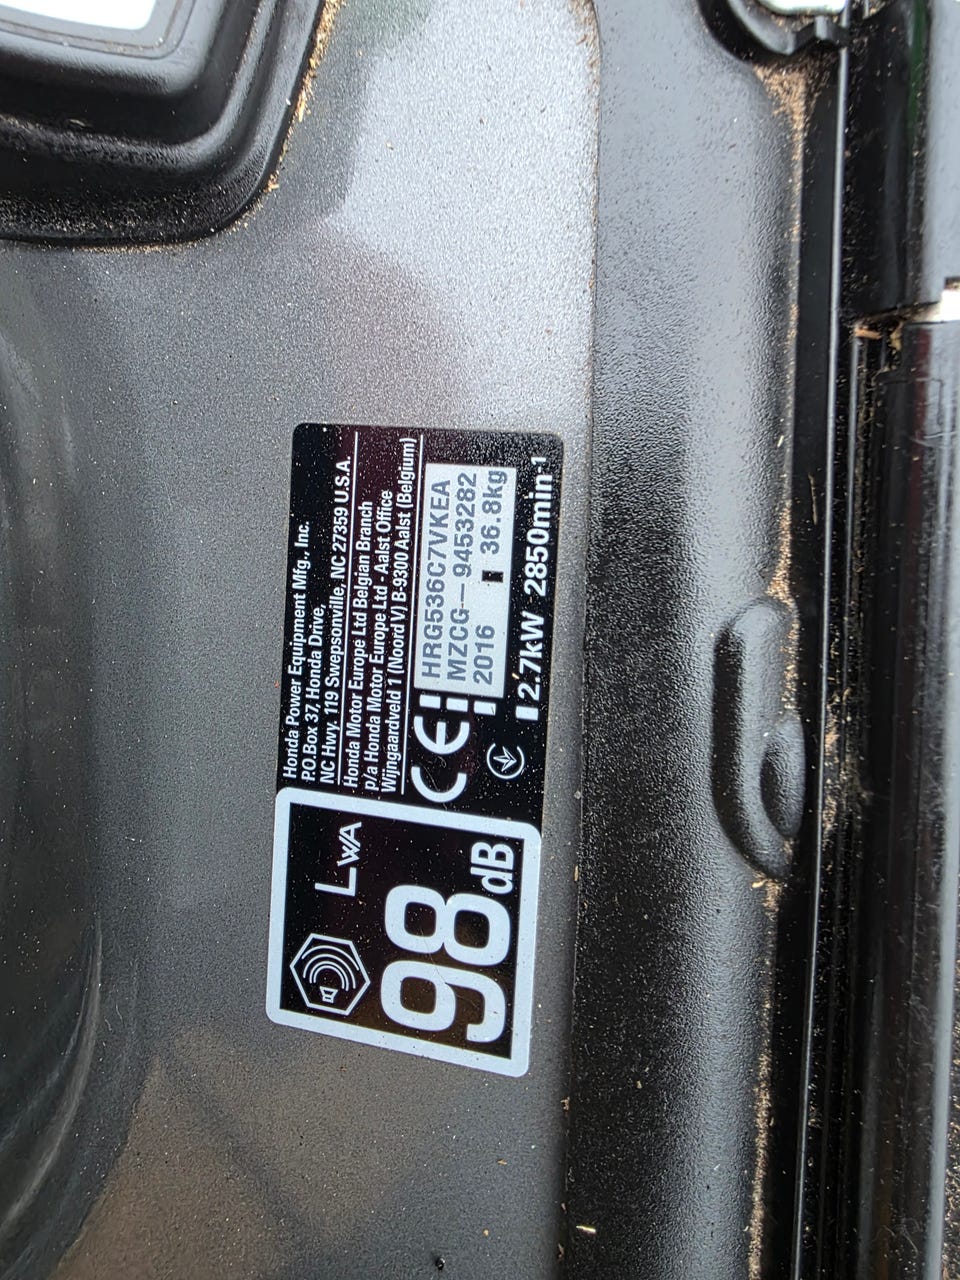 Honda Power Equipment Mfg., Inc.
P.O. Box 37, Honda Drive,
NC Hwy. 119 Swepsonville, NC 27359 U.S.A.
Honda Motor Europe Ltd Belgian Branch
p/a Honda Motor Europe Ltd - Aalst Office
Wijngaardveld 1 (Noord V) B-9300 Aalst (Belgium)
CE
HRG536C7VKEA
MZCG-9453282
2016 36.8kg
2.7kW 2850min-1
LWA
98dB